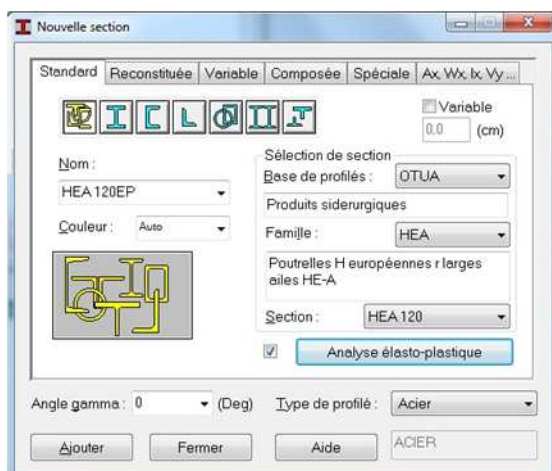 Nouvelle section
Standard Reconstituée Variable Composée Spéciale Ax, Wx, Ix, Vy ...
Variable
0,0 (cm)
Nom :
HEA 120EP
Couleur : Auto
Sélection de section
Base de profilés : OTUA
Produits siderurgiques
Famille : HEA
Poutrelles H européennes r larges
ailes HE-A
Section : HEA 120
Analyse élasto-plastique
Angle gamma : 0 (Deg) Type de profilé : Acier
Ajouter Fermer Aide ACIER